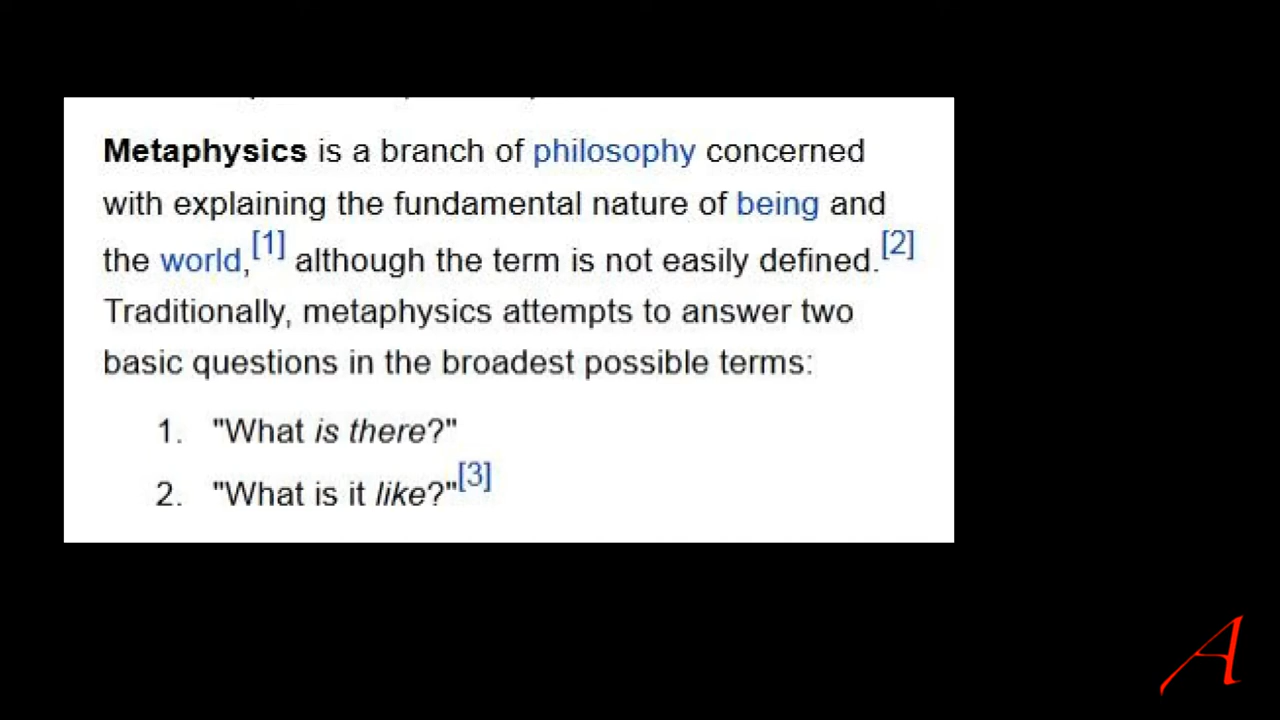 Metaphysics is a branch of philosophy concerned
with explaining the fundamental nature of being and
the world,[1] although the term is not easily defined.[2]
Traditionally, metaphysics attempts to answer two
basic questions in the broadest possible terms:
1. "What is there?"
2. "What is it like?"[3]
A